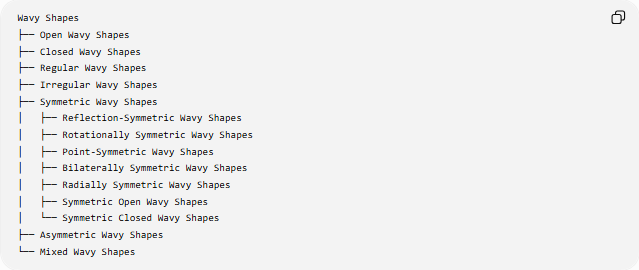 Wavy Shapes
├── Open Wavy Shapes
├── Closed Wavy Shapes
├── Regular Wavy Shapes
├── Irregular Wavy Shapes
├── Symmetric Wavy Shapes
│   ├── Reflection-Symmetric Wavy Shapes
│   ├── Rotationally Symmetric Wavy Shapes
│   ├── Point-Symmetric Wavy Shapes
│   ├── Bilaterally Symmetric Wavy Shapes
│   ├── Radially Symmetric Wavy Shapes
│   ├── Symmetric Open Wavy Shapes
│   └── Symmetric Closed Wavy Shapes
├── Asymmetric Wavy Shapes
└── Mixed Wavy Shapes